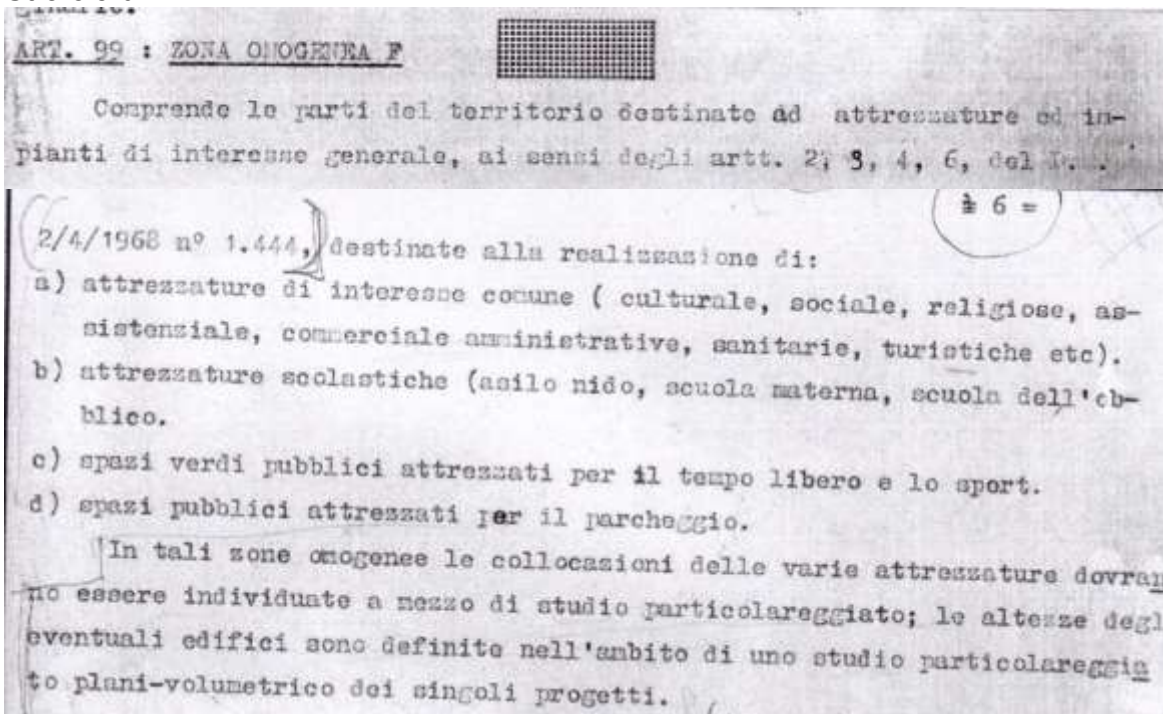 ART. 99 : ZONA OMOGENEA F
Comprende le parti del territorio destinate ad attrezzature ed im-
pianti di interesse generale, ai sensi degli artt. 2, 3, 4, 6, del
6 =
2/4/1968 nº 1.444, destinate alla realizzazione di:
a) attrezzature di interesse comune ( culturale, sociale, religiose, as-
sistenziale, commerciale amministrative, sanitarie, turistiche etc).
b) attrezzature scolastiche (asilo nido, scuola materna, scuola dell'ob-
blico.
c) spazi verdi pubblici attrezzati per il tempo libero e lo sport.
d) spazi pubblici attrezzati per il parcheggio.
In tali zone omogenee le collocazioni delle varie attrezzature dovran
no essere individuate a mezzo di studio particolareggiato; le altezze degl
eventuali edifici sono definite nell'ambito di uno studio particolareggia
to plani-volumetrico dei singoli progetti.